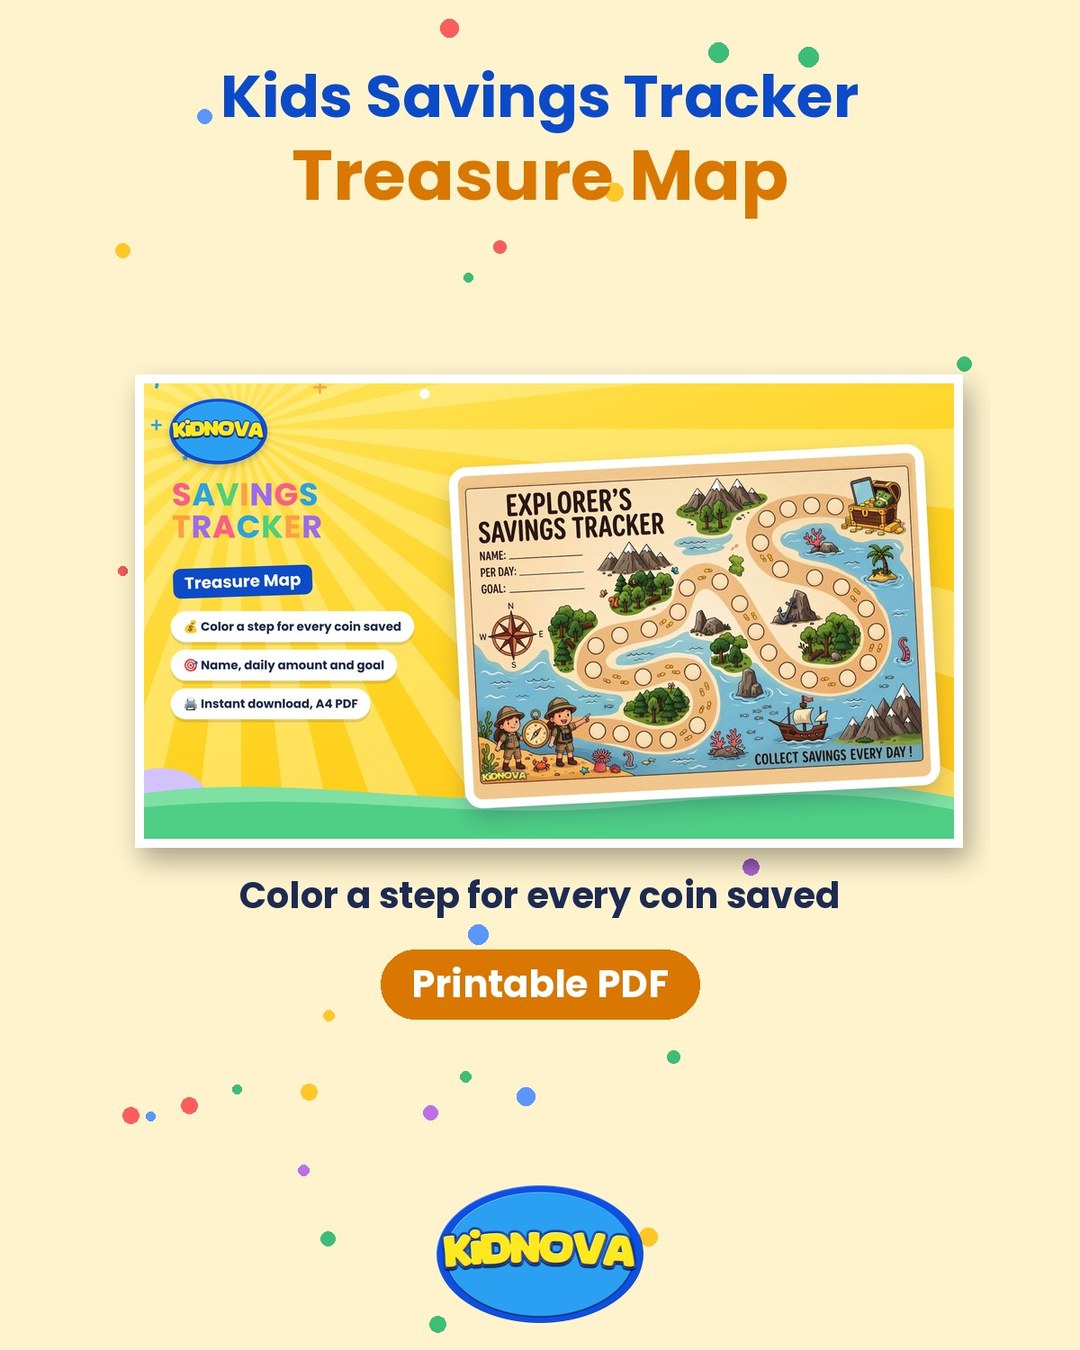 Kids Savings Tracker
Treasure Map
KiDNOVA
SAVINGS
TRACKER
Treasure Map
Color a step for every coin saved
Name, daily amount and goal
Instant download, A4 PDF
EXPLORER'S
SAVINGS TRACKER
NAME:
PER DAY:
GOAL:
N
W
E
S
COLLECT SAVINGS EVERY DAY !
KiDNOVA
Color a step for every coin saved
Printable PDF
KiDNOVA